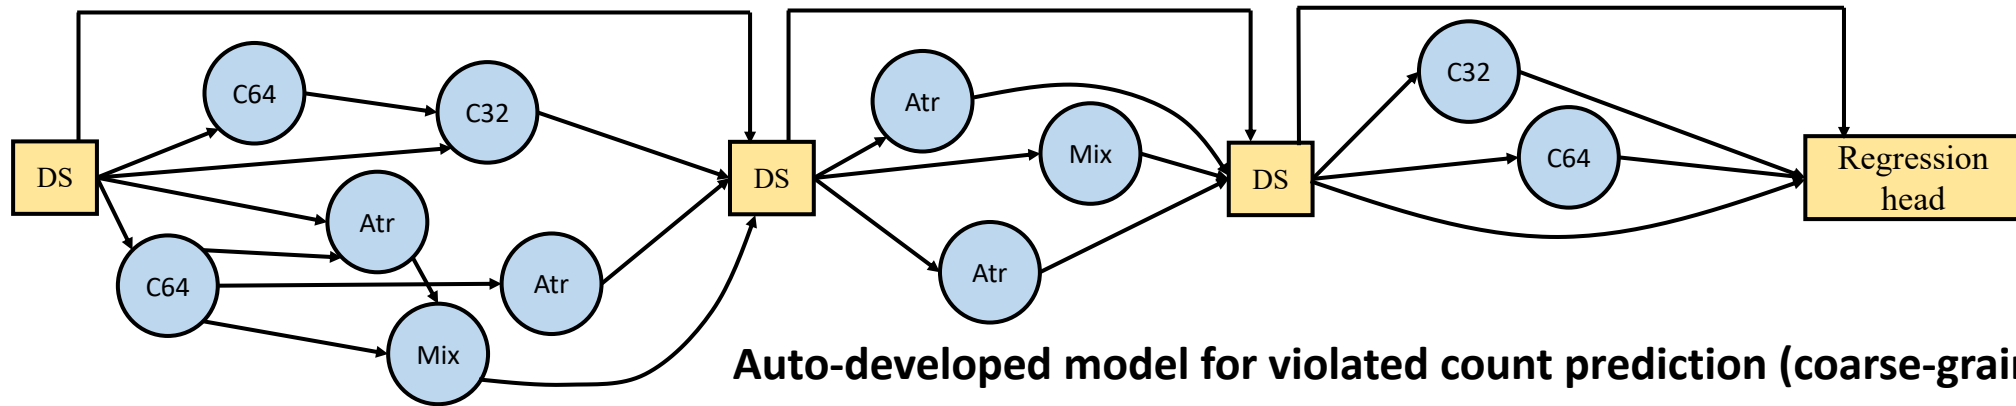 DS
C64
C32
Atr
C64
Atr
Mix
DS
Atr
Mix
Atr
DS
C32
C64
Regression
head
Auto-developed model for violated count prediction (coarse-grain